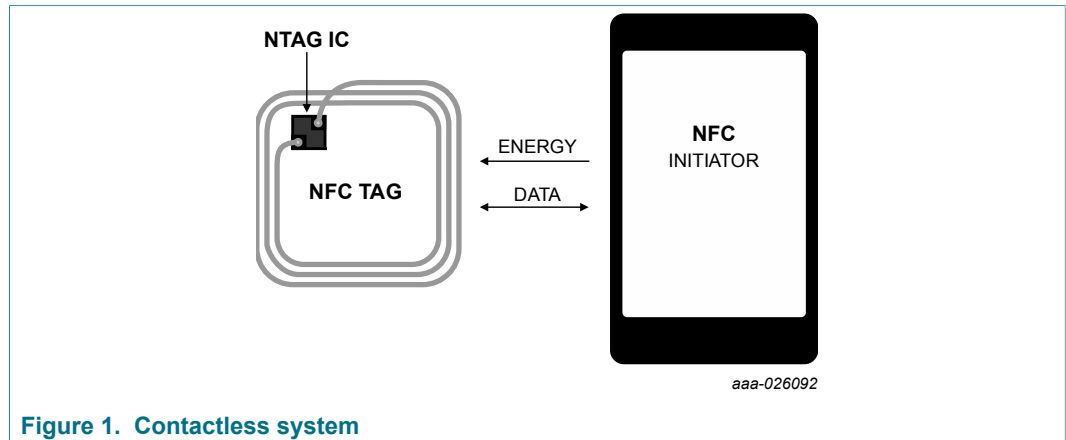 NTAG IC
NFC TAG
ENERGY
DATA
NFC
INITIATOR
aaa-026092
Figure 1. Contactless system